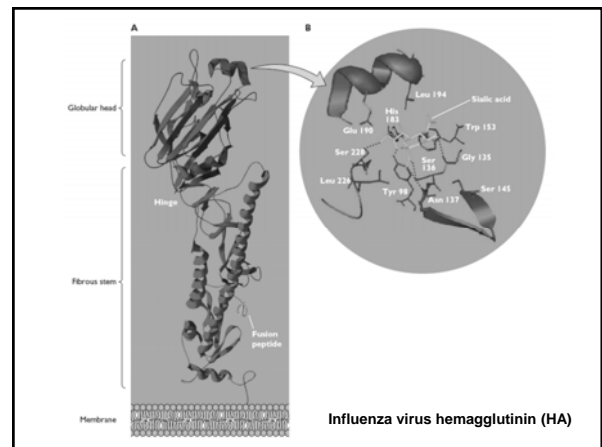 A
Globular head
Hinge
Fibrous stem
Fusion
peptide
Membrane
B
Leu 194
Sialic acid
His
183
Trp 153
Glu 190
Gly 135
Ser 228
Ser
136
Leu 226
Ser 145
Tyr 98
Asn 137
Influenza virus hemagglutinin (HA)